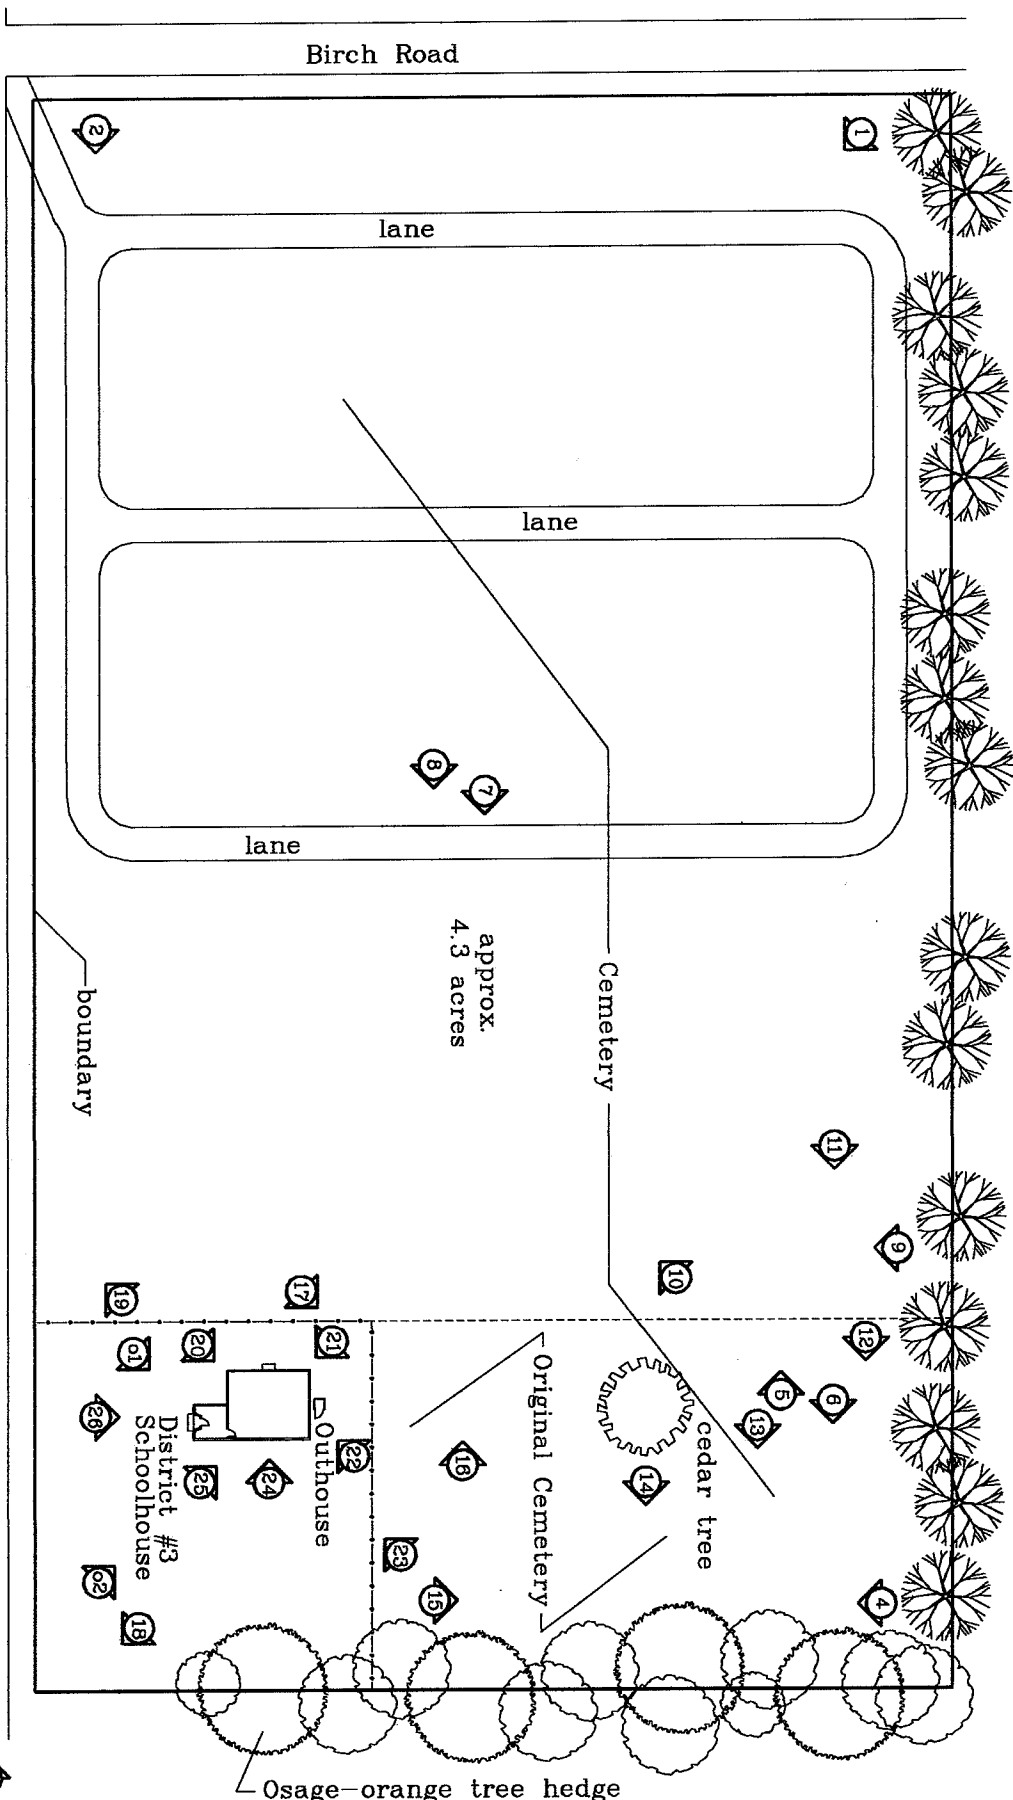 Birch Road
2
1
lane
lane
8
7
lane
approx.
4.3 acres
Cemetery
boundary
11
9
10
19
17
12
o1
20
21
5
6
26
13
District #3
Schoolhouse
Outhouse
Original Cemetery
cedar tree
22
16
25
24
14
23
o2
15
4
18
Osage-orange tree hedge